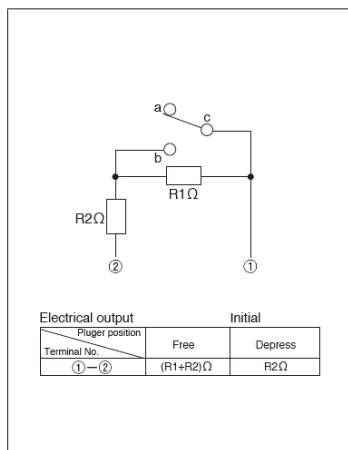 a
c
b
R1Ω
R2Ω
② ①
Electrical output Initial
Pluger position
Terminal No.
Free Depress
①—② (R1+R2)Ω R2Ω